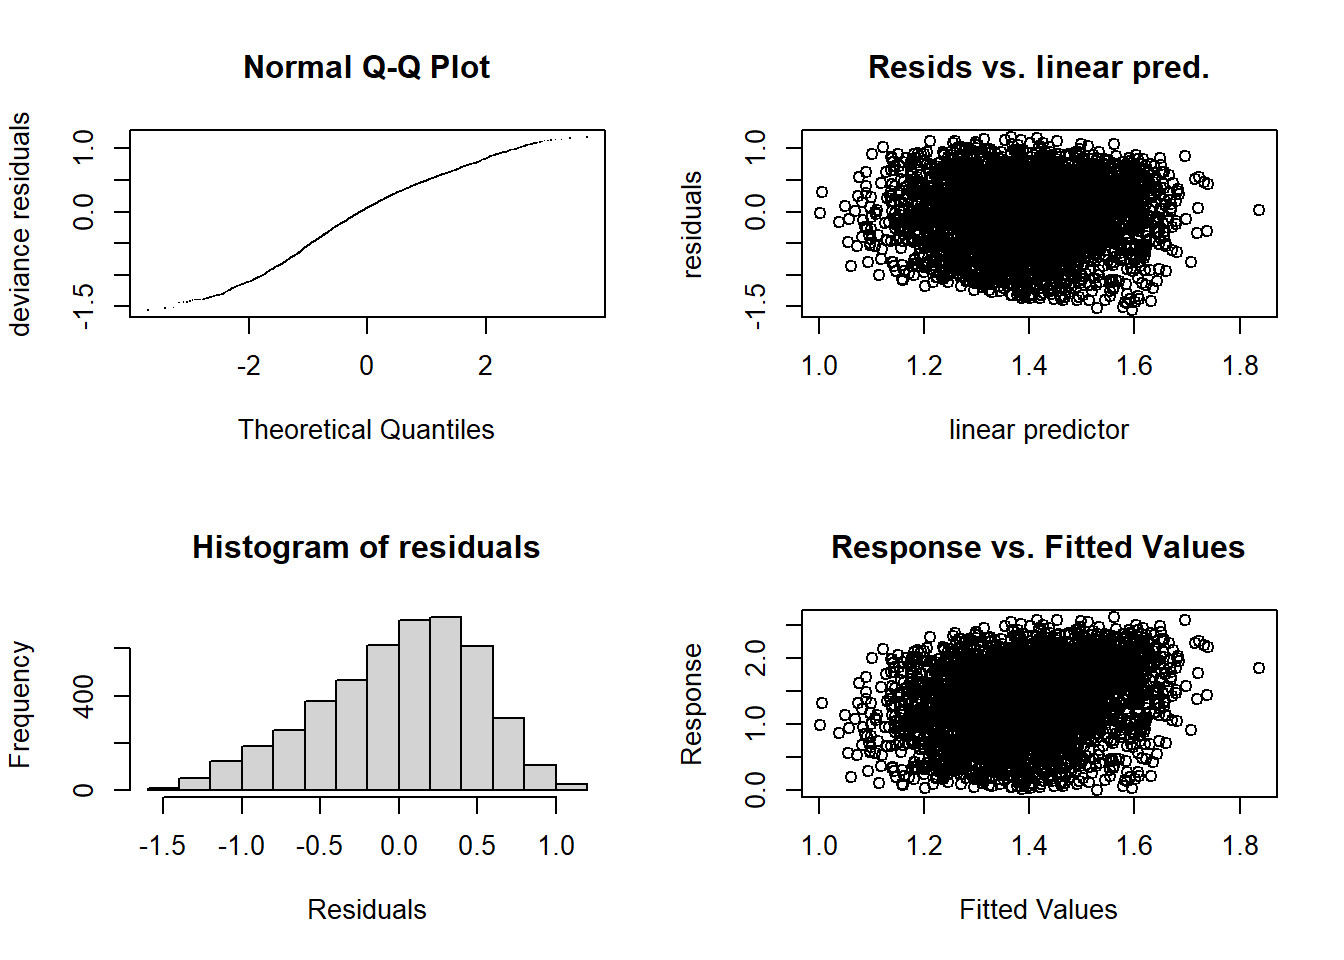 Normal Q-Q Plot
deviance residuals
1.0
0.0
-1.5
-2 0 2
Theoretical Quantiles
Resids vs. linear pred.
residuals
1.0
0.0
-1.5
1.0 1.2 1.4 1.6 1.8
linear predictor
Histogram of residuals
Frequency
400
0
-1.5 -1.0 -0.5 0.0 0.5 1.0
Residuals
Response vs. Fitted Values
Response
2.0
1.0
0.0
1.0 1.2 1.4 1.6 1.8
Fitted Values